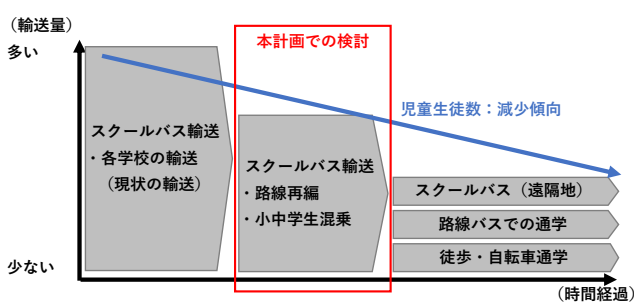 （輸送量）
多い
本計画での検討
児童生徒数：減少傾向
スクールバス輸送
・各学校の輸送
（現状の輸送）
スクールバス輸送
・路線再編
・小中学生混乗
スクールバス（遠隔地）
路線バスでの通学
徒歩・自転車通学
少ない
（時間経過）